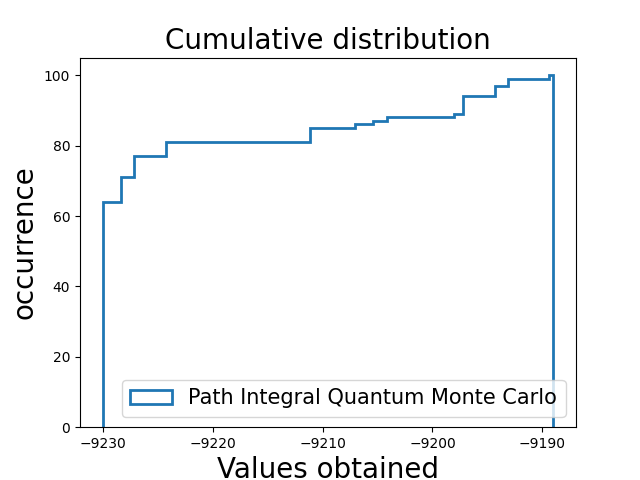 Cumulative distribution
occurrence
100
80
60
40
20
0
Path Integral Quantum Monte Carlo
−9230 −9220 −9210 −9200 −9190
Values obtained